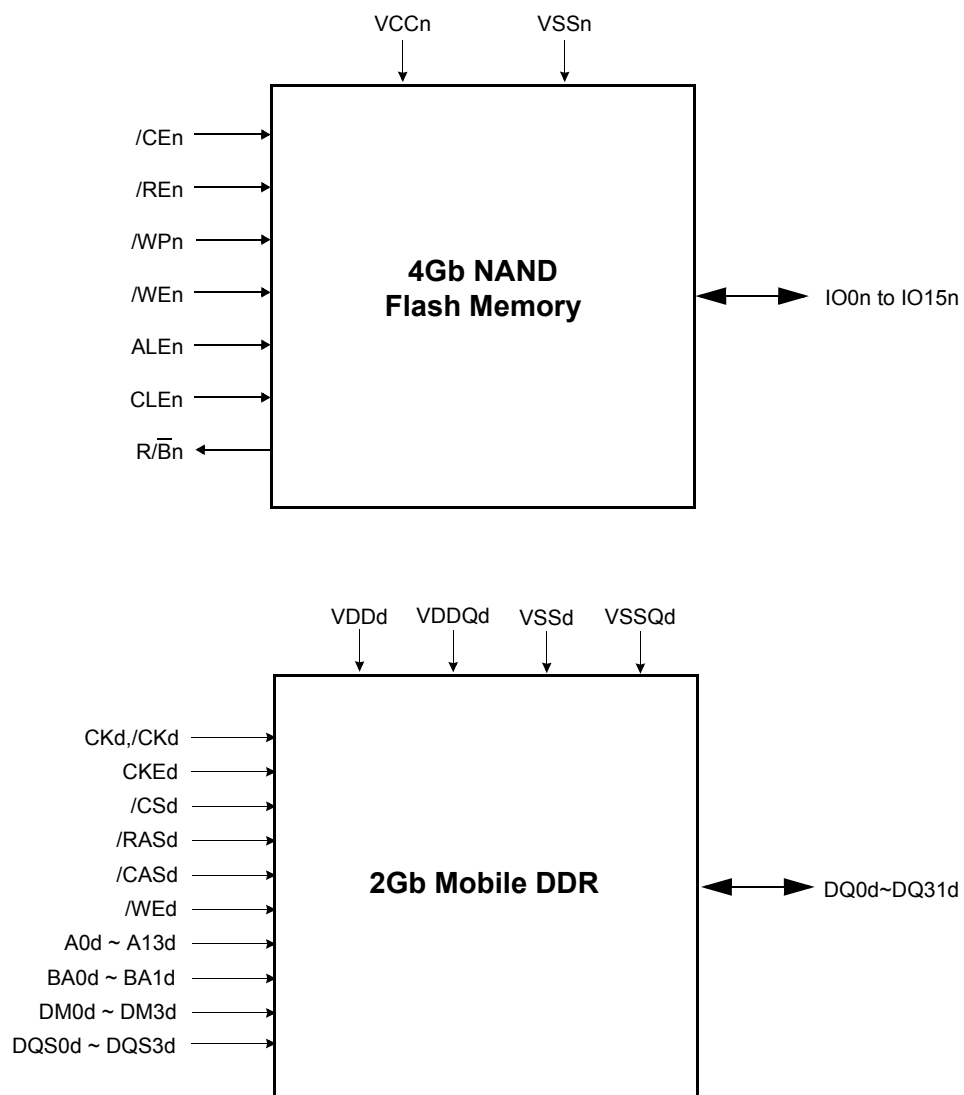 VCCn
VSSn
/CEn
/REn
/WPn
/WEn
ALEn
CLEn
R/B̅n
4Gb NAND
Flash Memory
IO0n to IO15n
VDDd
VDDQd
VSSd
VSSQd
CKd,/CKd
CKEd
/CSd
/RASd
/CASd
/WEd
A0d ~ A13d
BA0d ~ BA1d
DM0d ~ DM3d
DQS0d ~ DQS3d
2Gb Mobile DDR
DQ0d~DQ31d